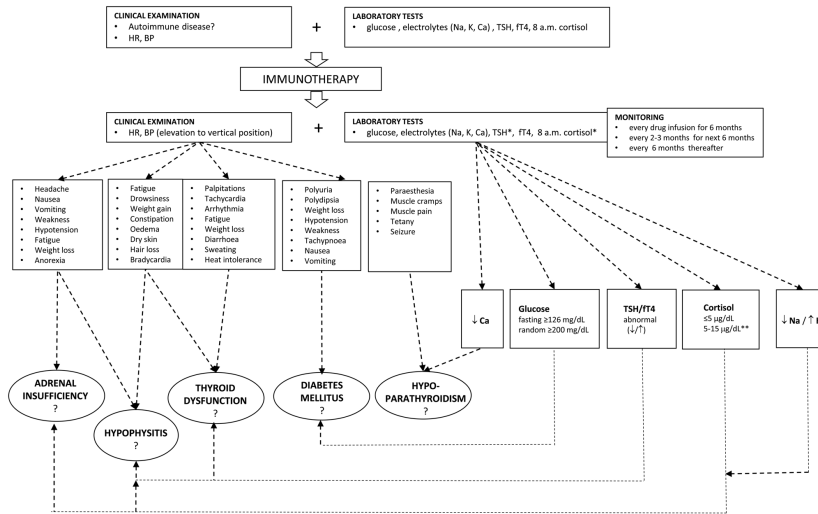 CLINICAL EXAMINATION
• Autoimmune disease?
• HR, BP
+
LABORATORY TESTS
• glucose , electrolytes (Na, K, Ca) , TSH, fT4, 8 a.m. cortisol
IMMUNOTHERAPY
CLINICAL EXMINATION
• HR, BP (elevation to vertical position)
+
LABORATORY TESTS
• glucose, electrolytes (Na, K, Ca), TSH*, fT4, 8 a.m. cortisol*
MONITORING
• every drug infusion for 6 months
• every 2-3 months for next 6 months
• every 6 months thereafter
• Headache
• Nausea
• Vomiting
• Weakness
• Hypotension
• Fatigue
• Weight loss
• Anorexia
• Fatigue
• Drowsiness
• Weight gain
• Constipation
• Oedema
• Dry skin
• Hair loss
• Bradycardia
• Palpitations
• Tachycardia
• Arrhythmia
• Fatigue
• Weight loss
• Diarrhoea
• Sweating
• Heat intolerance
• Polyuria
• Polydipsia
• Weight loss
• Hypotension
• Weakness
• Tachypnoea
• Nausea
• Vomiting
• Paraesthesia
• Muscle cramps
• Muscle pain
• Tetany
• Seizure
↓ Ca
Glucose
fasting ≥126 mg/dL
random ≥200 mg/dL
TSH/fT4
abnormal
(↓/↑)
Cortisol
≤5 µg/dL
5-15 µg/dL**
↓ Na / ↑ K
ADRENAL
INSUFFICIENCY
?
HYPOPHYSITIS
?
THYROID
DYSFUNCTION
?
DIABETES
MELLITUS
?
HYPO-
PARATHYROIDISM
?